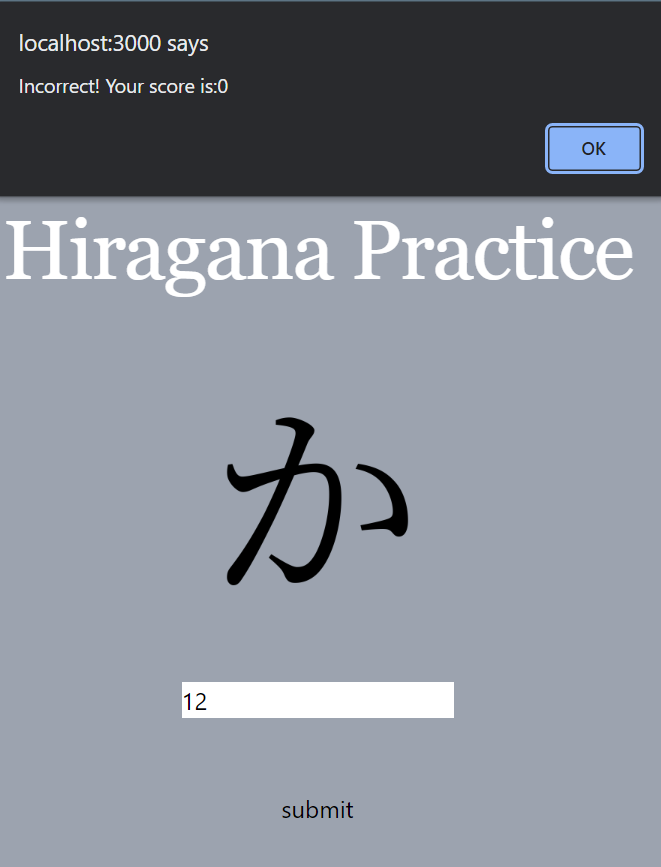 localhost:3000 says
Incorrect! Your score is:0
OK
Hiragana Practice
か
12
submit